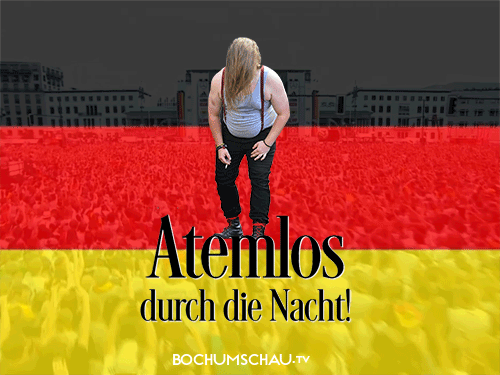 Atemlos
durch die Nacht!
BOCHUMSCHAU.TV